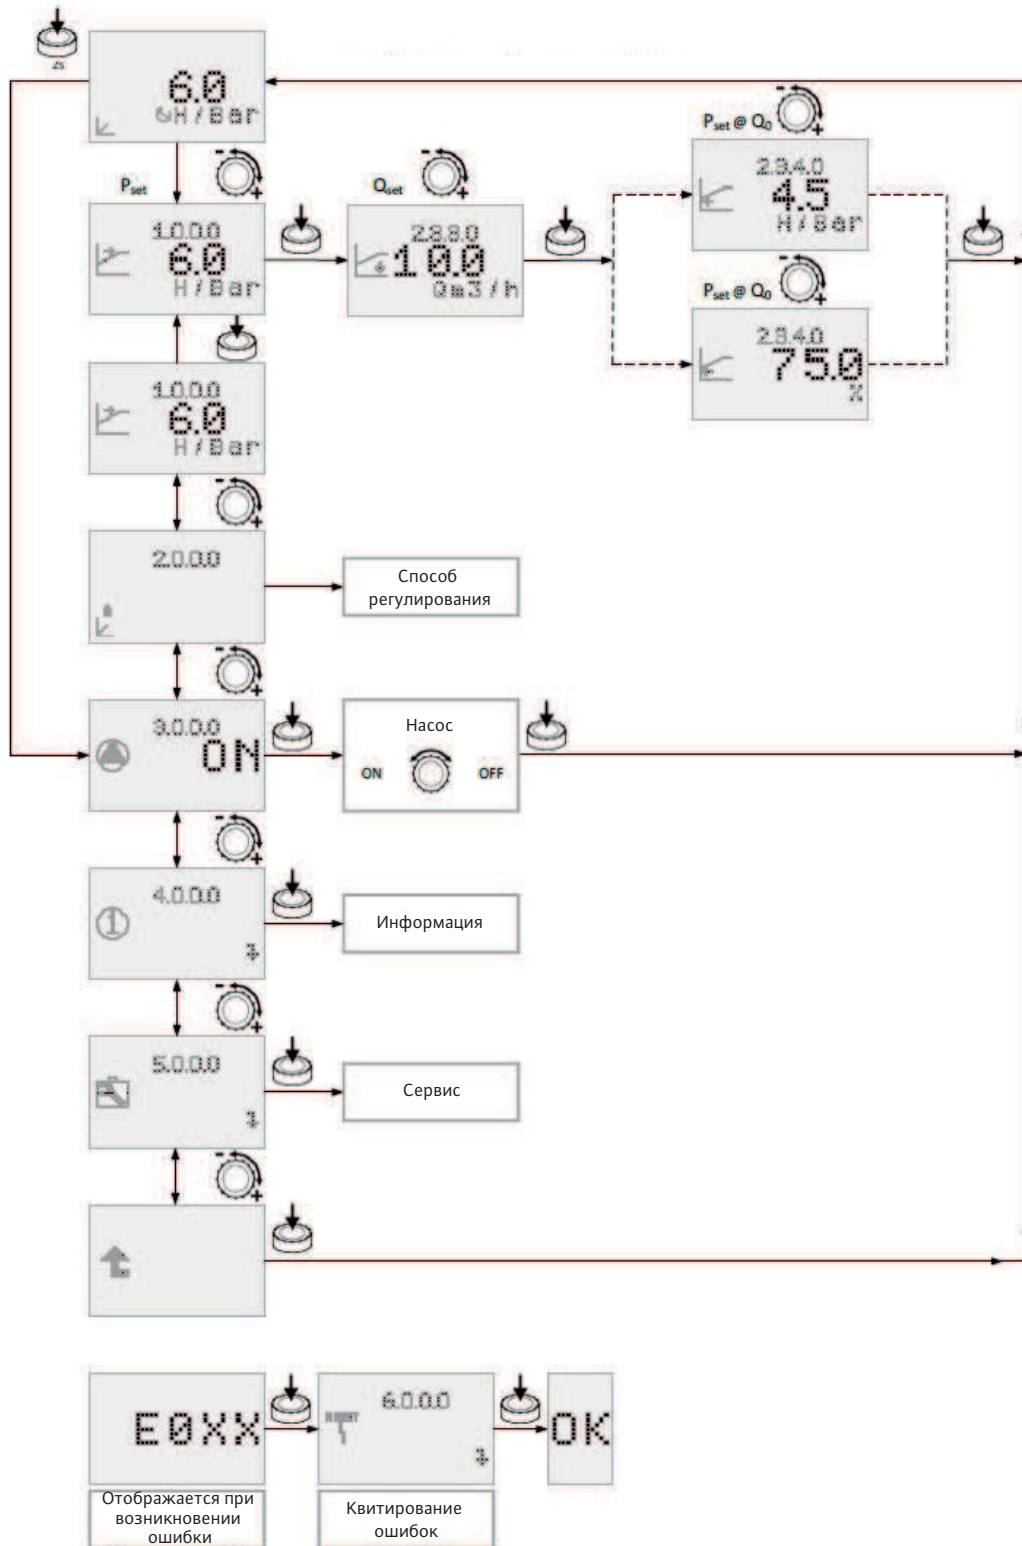 2s
6.0
H/Bar
Pset
1.0.0.0
6.0
H/Bar
Qset
2.3.3.0
10.0
Qm3/h
Pset @ Q0
2.3.4.0
4.5
H/Bar
Pset @ Q0
2.3.4.0
75.0
%
1.0.0.0
6.0
H/Bar
2.0.0.0
Способ
регулирования
3.0.0.0
ON
Насос
ON OFF
4.0.0.0
Информация
5.0.0.0
Сервис
E0XX
6.0.0.0
OK
Отображается при
возникновении
ошибки
Квитирование
ошибок